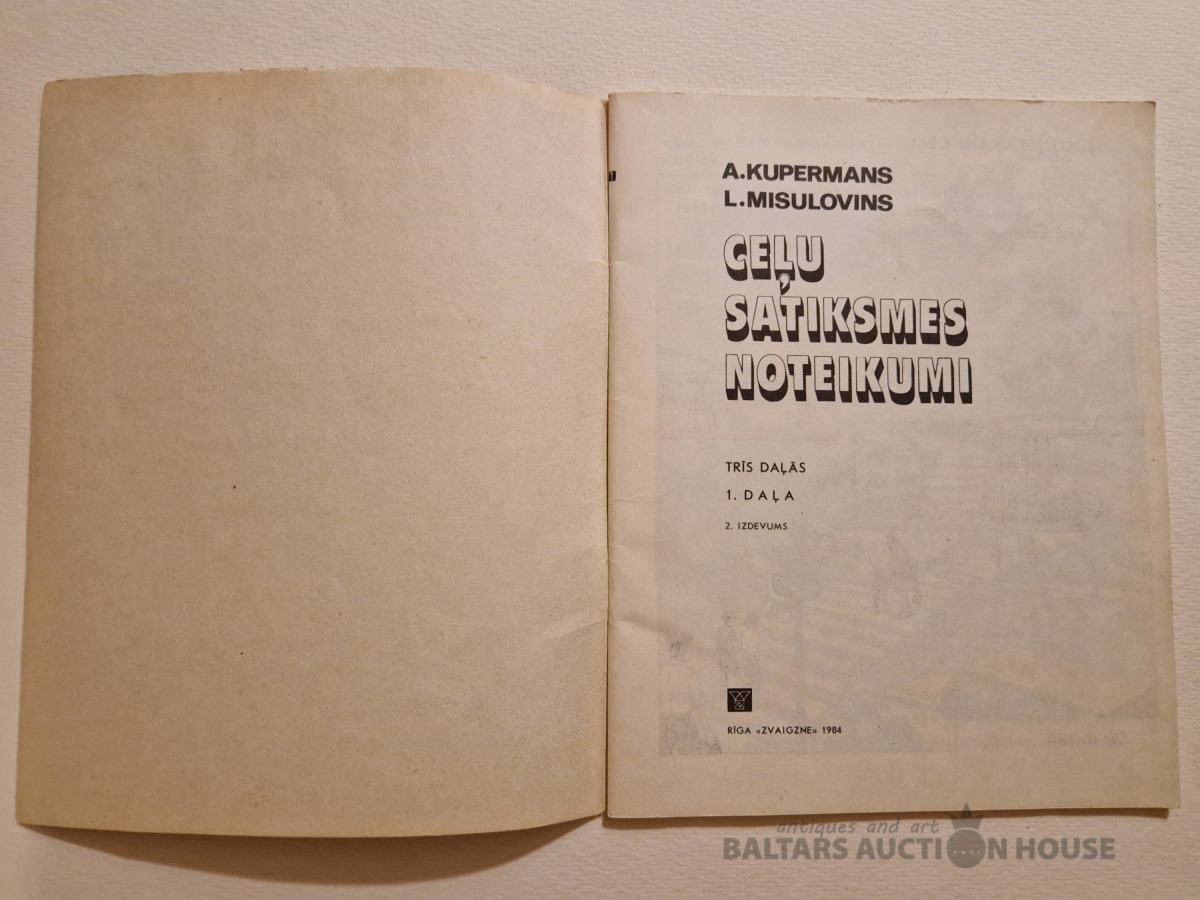 A.KUPERMANS
L.MISULOVINS
CEĻU
SATIKSMES
NOTEIKUMI
TRĪS DAĻĀS
1. DAĻA
2. IZDEVUMS
RĪGA «ZVAIGZNE» 1984
antiques and art
BALTARS AUCTION HOUSE